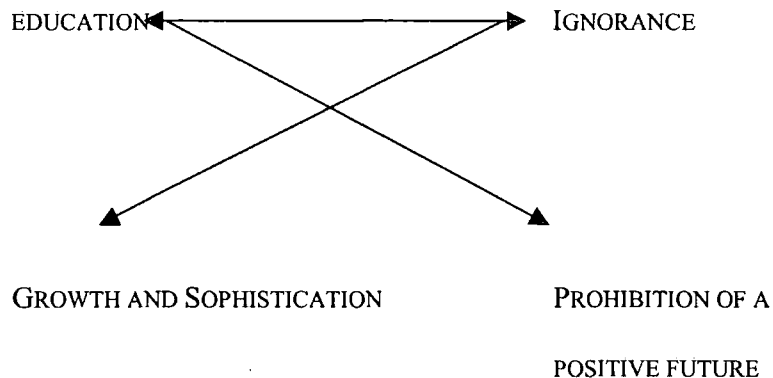 EDUCATION IGNORANCE
GROWTH AND SOPHISTICATION PROHIBITION OF A
POSITIVE FUTURE